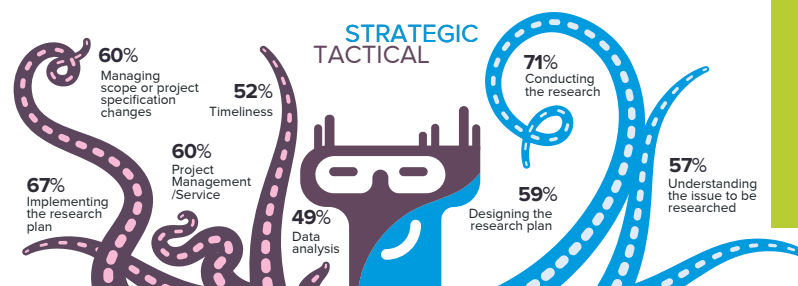 STRATEGIC
TACTICAL
60%
Managing
scope or project
specification
changes
52%
Timeliness
60%
Project
Management
/Service
67%
Implementing
the research
plan
49%
Data
analysis
71%
Conducting
the research
59%
Designing the
research plan
57%
Understanding
the issue to be
researched